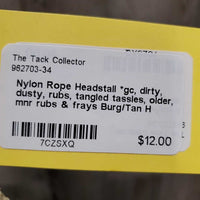 The Tack Collector
962703-34
Nylon Rope Headstall *gc, dirty,
dusty, rubs, tangled tassles, older,
mnr rubs & frays Burg/Tan H
7CZSXQ
$12.00